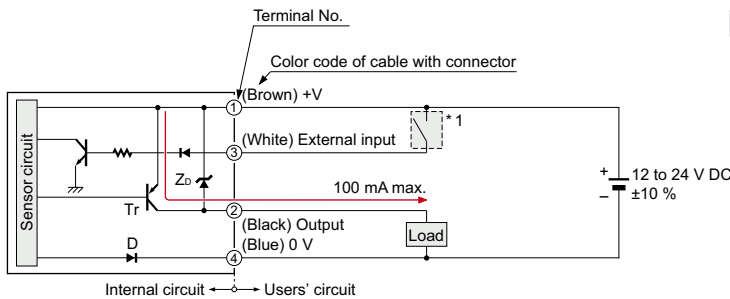 Terminal No.
Color code of cable with connector
(Brown) +V
1
* 1
(White) External input
3
Sensor circuit
ZD
100 mA max.
+
12 to 24 V DC
±10 %
–
Tr
2
(Black) Output
Load
(Blue) 0 V
D
4
Internal circuit
Users' circuit